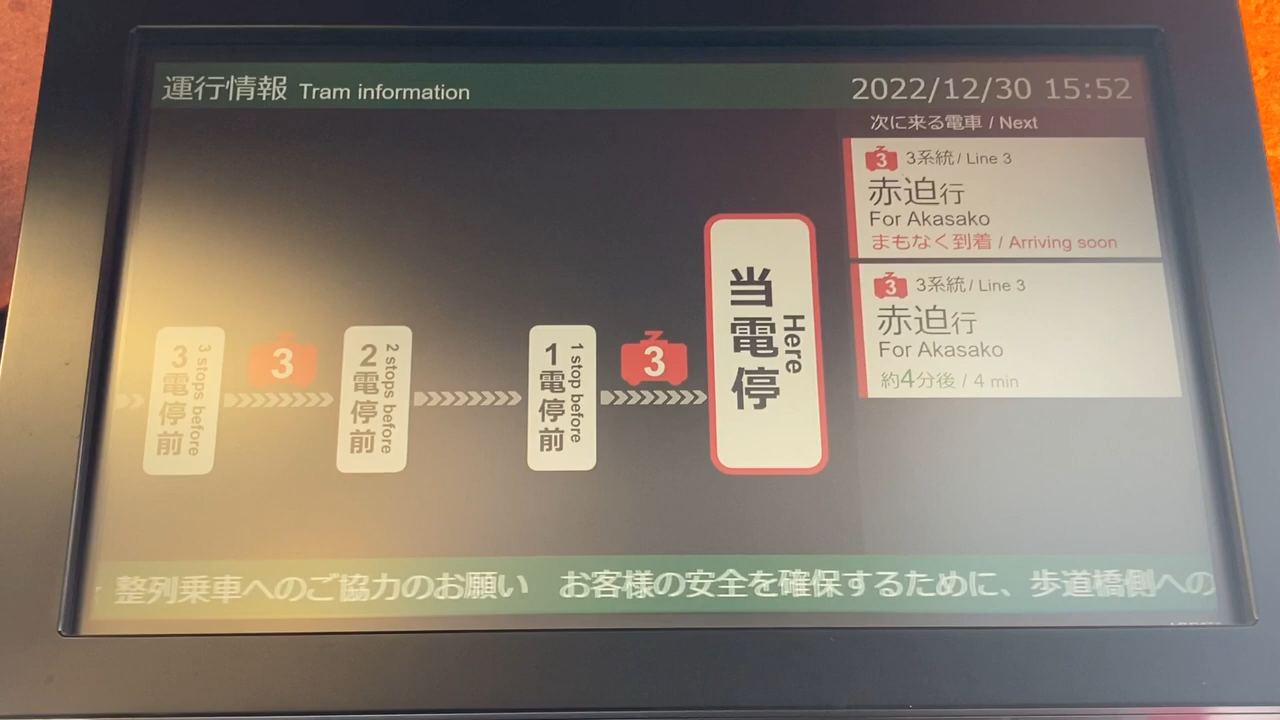 運行情報 Tram information
2022/12/30 15:52
次に来る電車 / Next
3 3系統 / Line 3
赤迫行
For Akasako
まもなく到着 / Arriving soon
3 3系統 / Line 3
赤迫行
For Akasako
約4分後 / 4 min
3電停前
3 stops before
3
2電停前
2 stops before
1電停前
1 stop before
3
当電停
Here
整列乗車へのご協力のお願い お客様の安全を確保するために、歩道橋側への